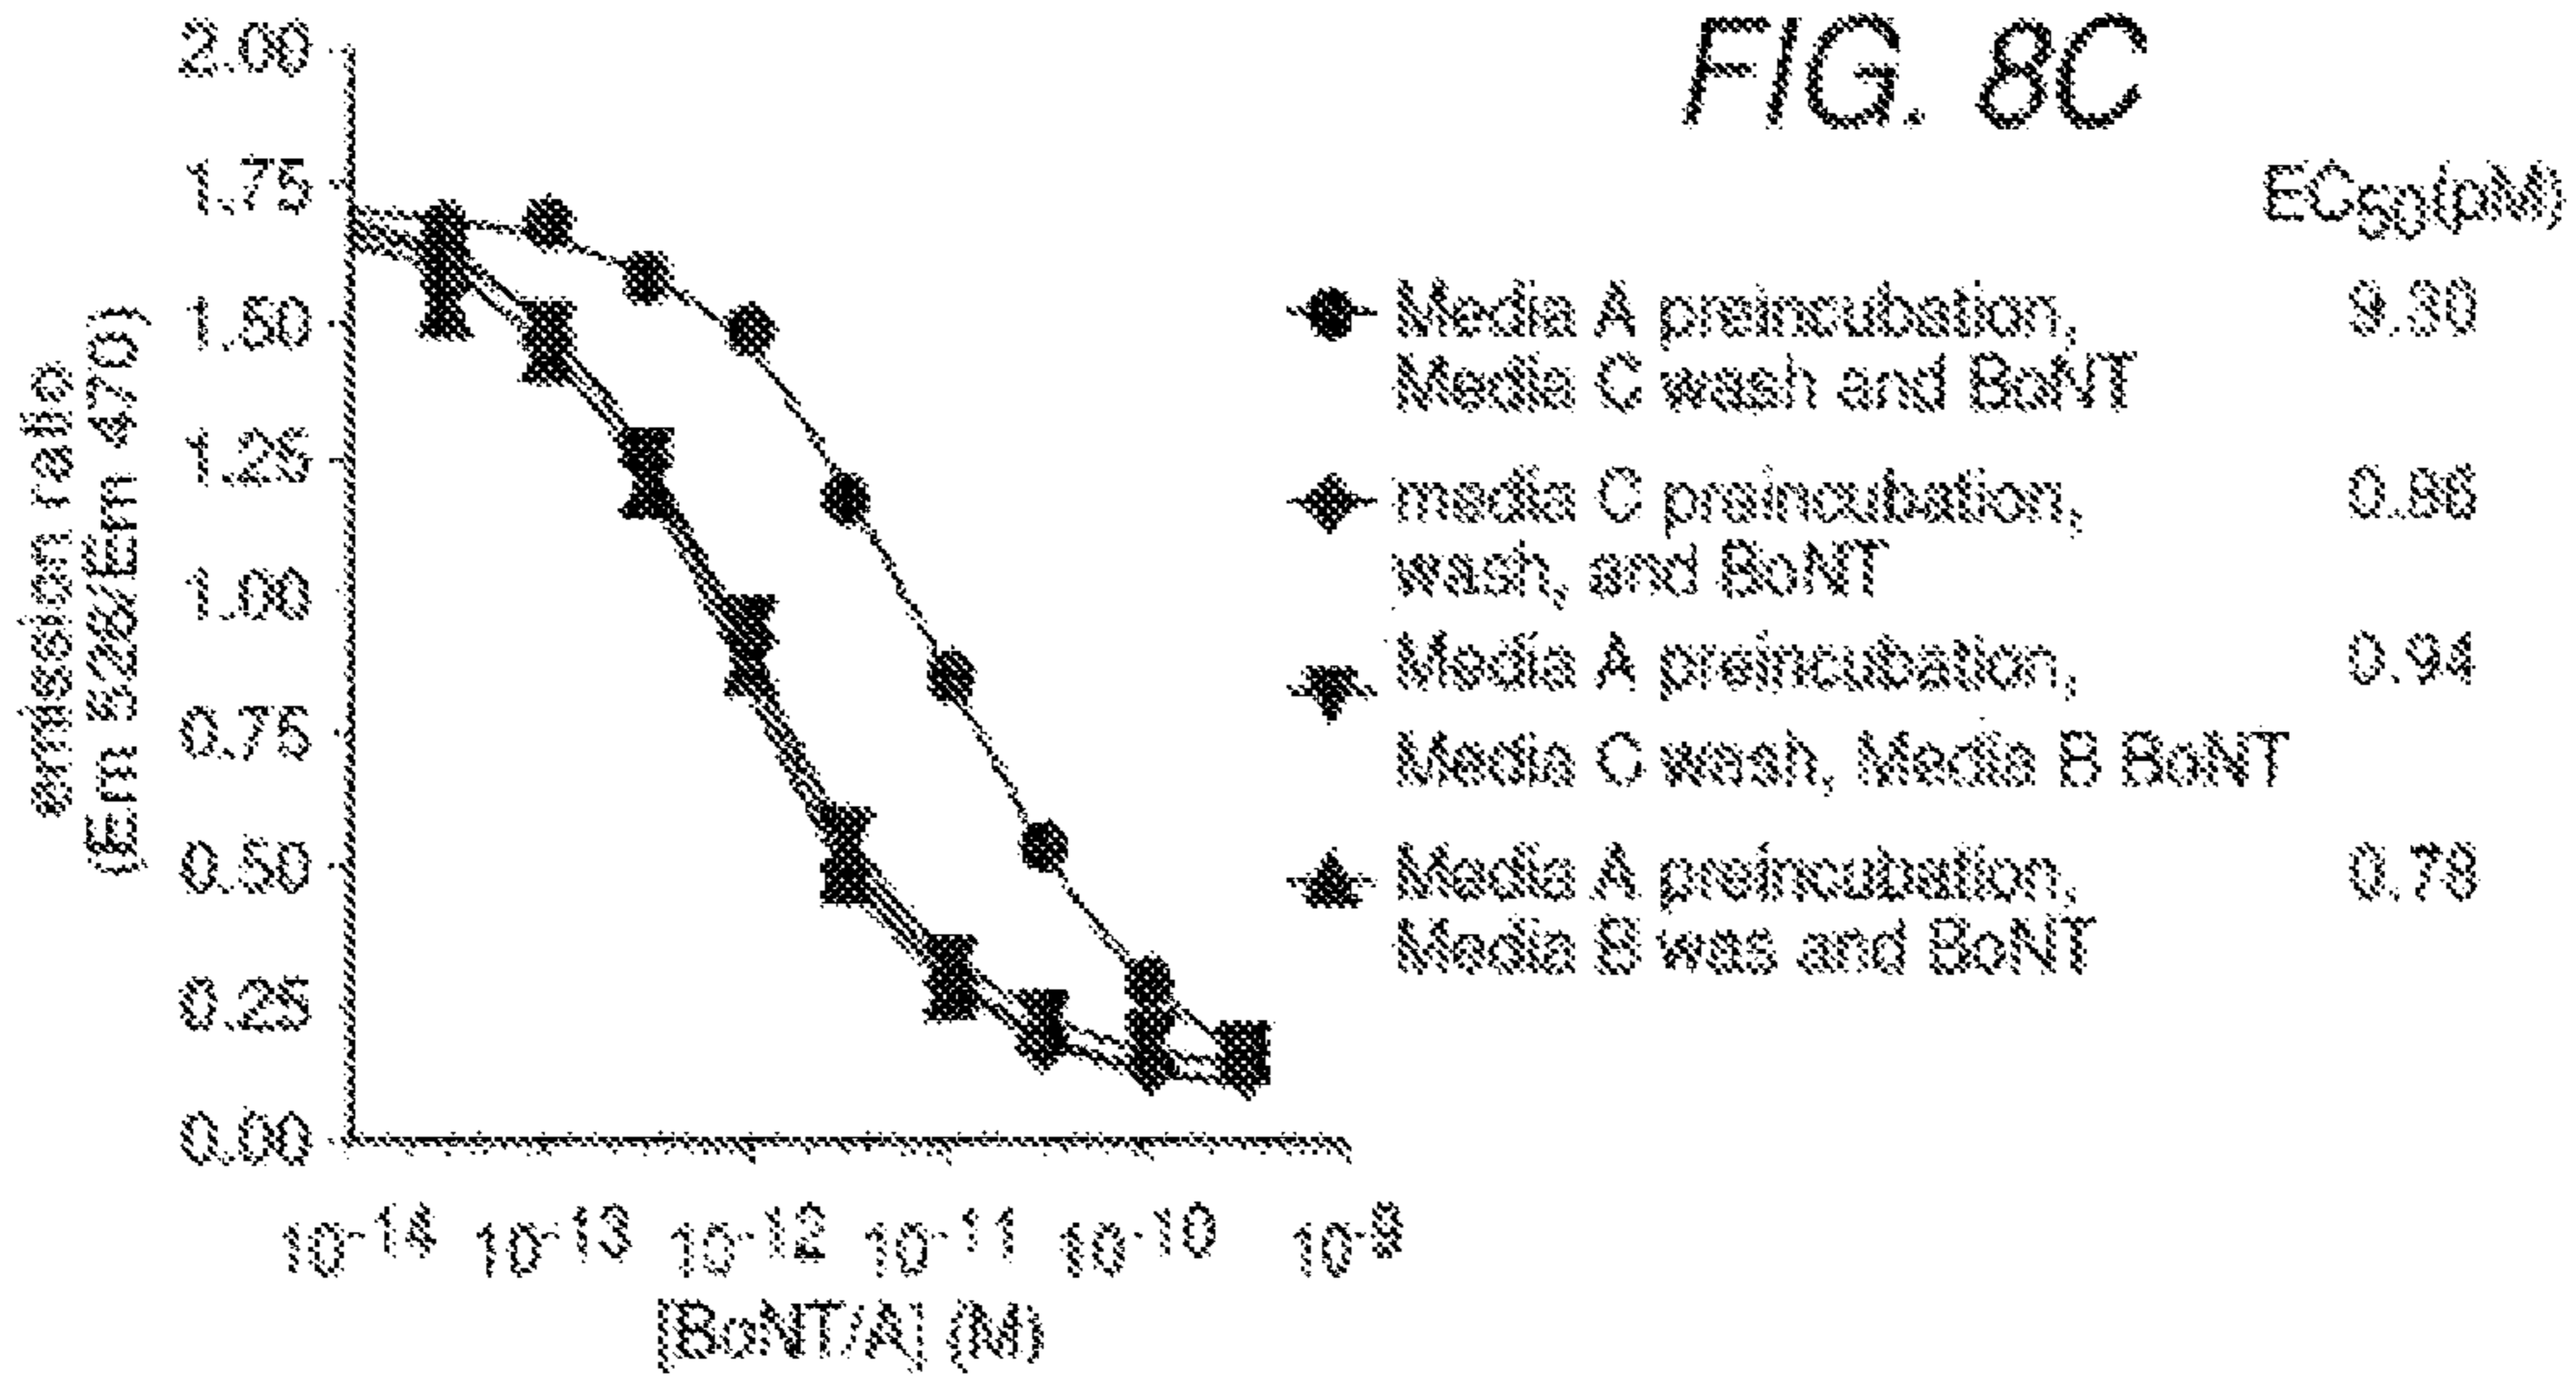 FIG. 8C
2.00
1.75
1.50
1.25
1.00
0.75
0.50
0.25
0.00
emission ratio
(Em 528/Em 470)
10-14 10-13 10-12 10-11 10-10 10-9
[BoNT/A] (M)
EC50(pM)
Media A preincubation, 9.30
Media C wash and BoNT
media C preincubation, 0.86
wash, and BoNT
Media A preincubation, 0.94
Media C wash, Media B BoNT
Media A preincubation, 0.78
Media B was and BoNT